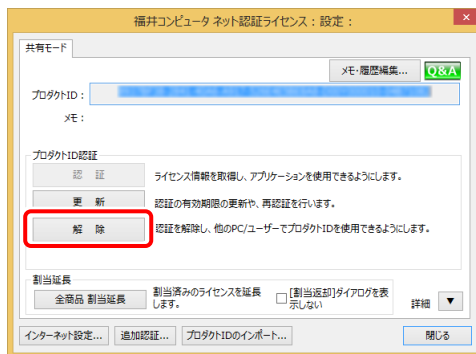 福井コンピュータ ネット認証ライセンス：設定：
×
共有モード
メモ・履歴編集...
Q&A
プロダクトID：
メモ：
プロダクトID認証
認 証
ライセンス情報を取得し、アプリケーションを使用できるようにします。
更 新
認証の有効期限の更新や、再認証を行います。
解 除
認証を解除し、他のPC/ユーザーでプロダクトIDを使用できるようにします。
割当延長
全商品 割当延長
割当済みのライセンスを延長
します。
[割当返却]ダイアログを表
示しない
詳細 ▼
インターネット設定...
追加認証...
プロダクトIDのインポート...
閉じる